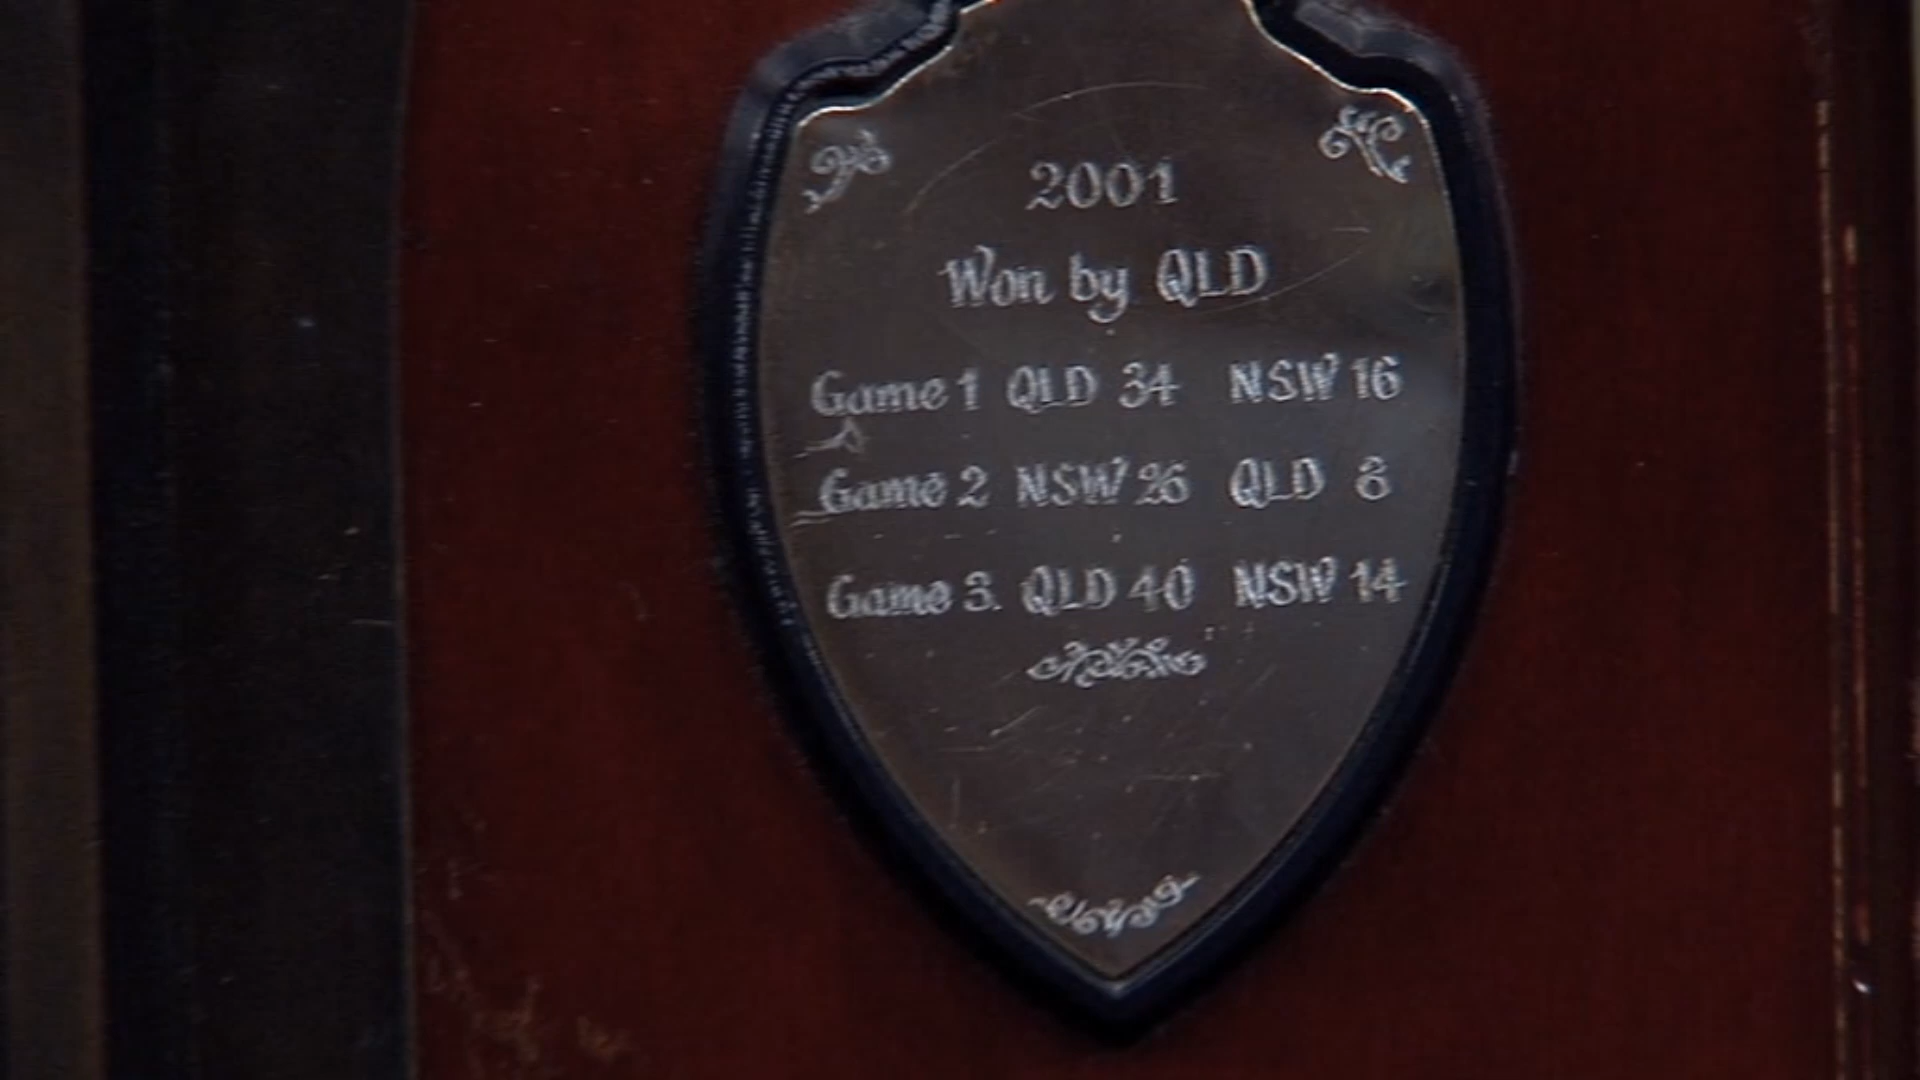 2001
Won by QLD
Game 1 QLD 34 NSW 16
Game 2 NSW 26 QLD 8
Game 3. QLD 40 NSW 14